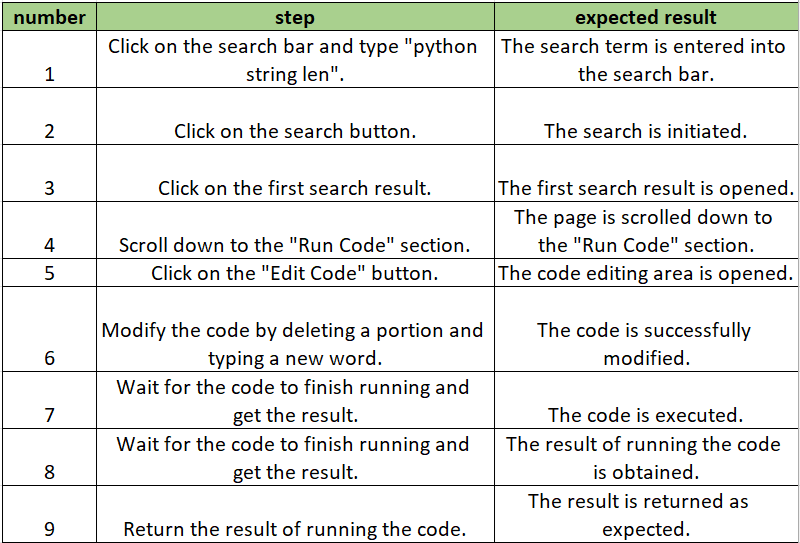 number step expected result
Click on the search bar and type "python The search term is entered into
1 string len". the search bar.
2 Click on the search button. The search is initiated.
3 Click on the first search result. The first search result is opened.
The page is scrolled down to
4 Scroll down to the "Run Code" section. the "Run Code" section.
5 Click on the "Edit Code" button. The code editing area is opened.
Modify the code by deleting a portion and The code is successfully
6 typing a new word. modified.
Wait for the code to finish running and
7 get the result. The code is executed.
Wait for the code to finish running and The result of running the code
8 get the result. is obtained.
The result is returned as
9 Return the result of running the code. expected.